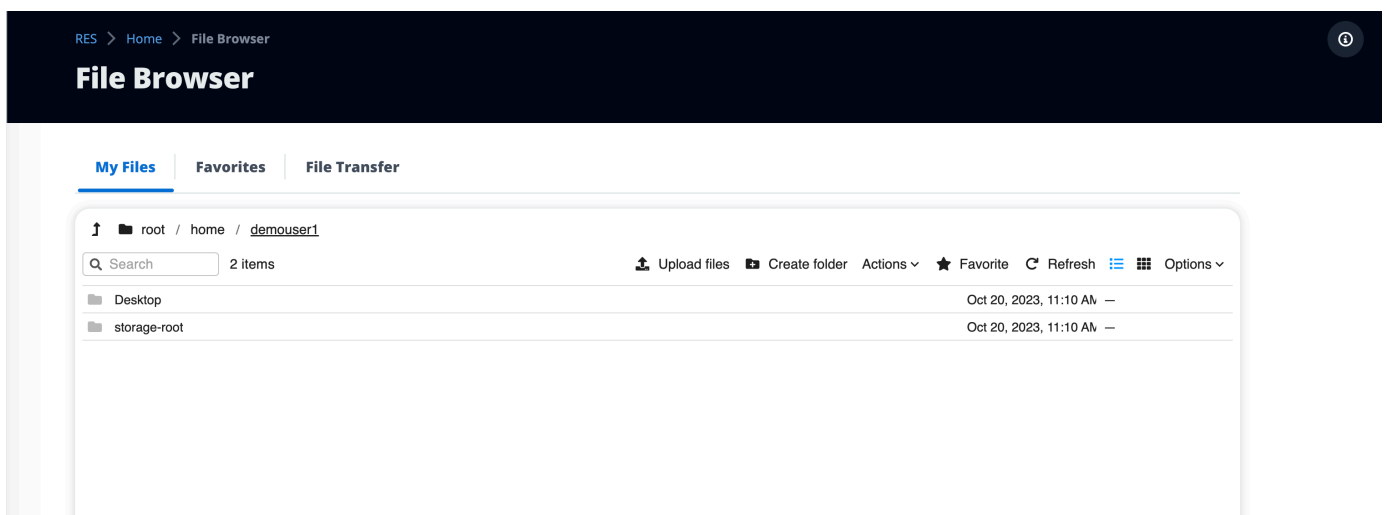 RES > Home > File Browser
File Browser
My Files Favorites File Transfer
root / home / demouser1
Search 2 items Upload files Create folder Actions Favorite Refresh Options
Desktop Oct 20, 2023, 11:10 AM —
storage-root Oct 20, 2023, 11:10 AM —